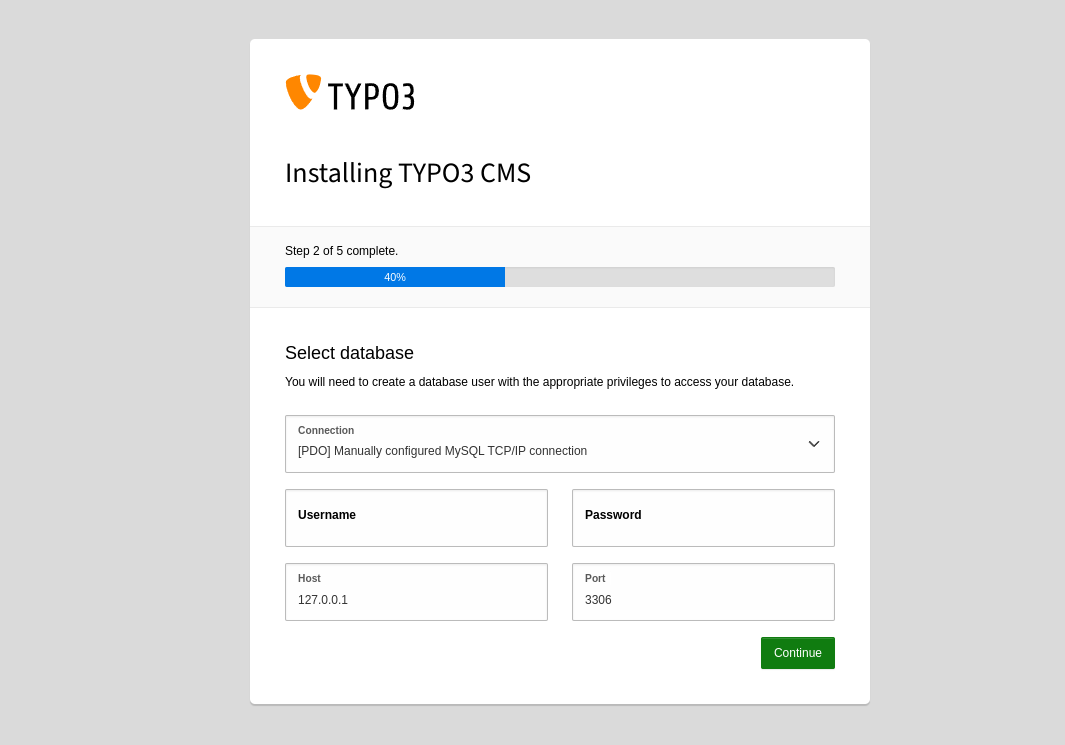 TYPO3
Installing TYPO3 CMS
Step 2 of 5 complete.
40%
Select database
You will need to create a database user with the appropriate privileges to access your database.
Connection
[PDO] Manually configured MySQL TCP/IP connection
Username
Password
Host
127.0.0.1
Port
3306
Continue